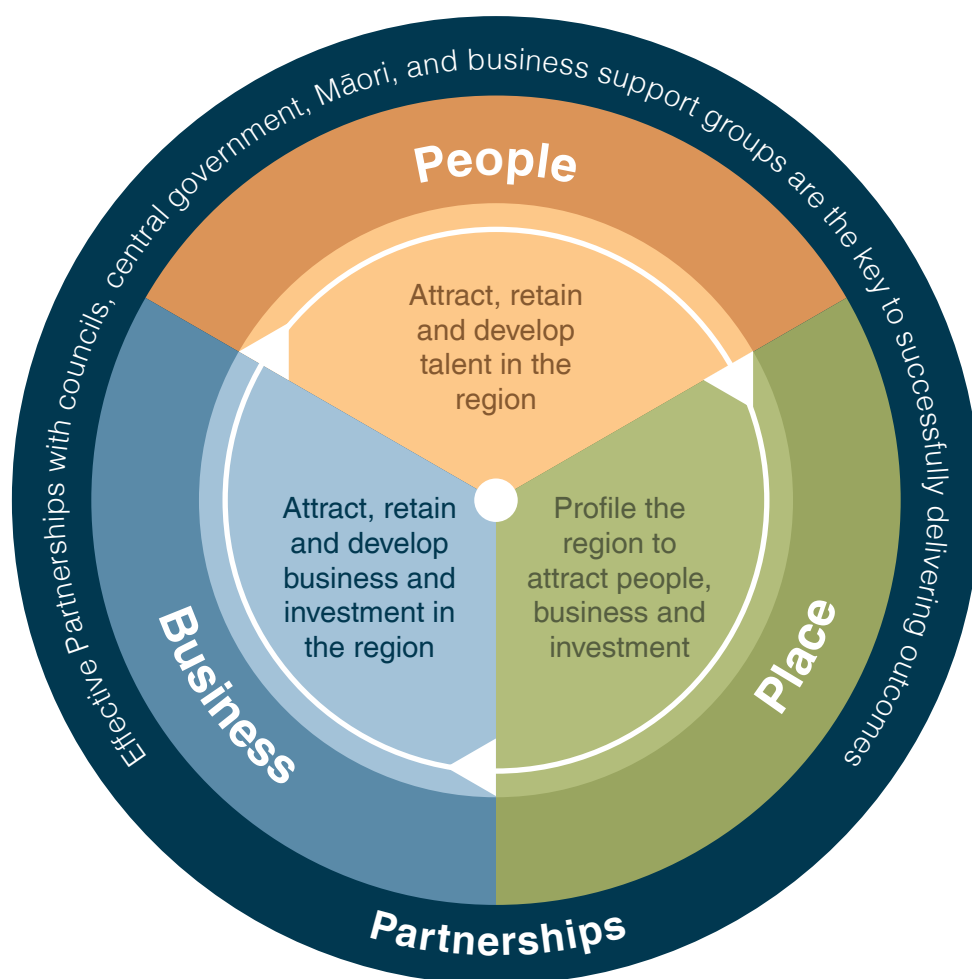 Effective Partnerships with councils, central government, Māori, and business support groups are the key to successfully delivering outcomes
People
Attract, retain
and develop
talent in the
region
Attract, retain
and develop
business and
investment in
the region
Business
Profile the
region to
attract people,
business and
investment
Place
Partnerships